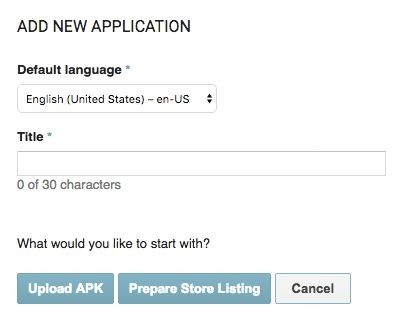 ADD NEW APPLICATION
Default language *
English (United States) – en-US
Title *
0 of 30 characters
What would you like to start with?
Upload APK Prepare Store Listing Cancel